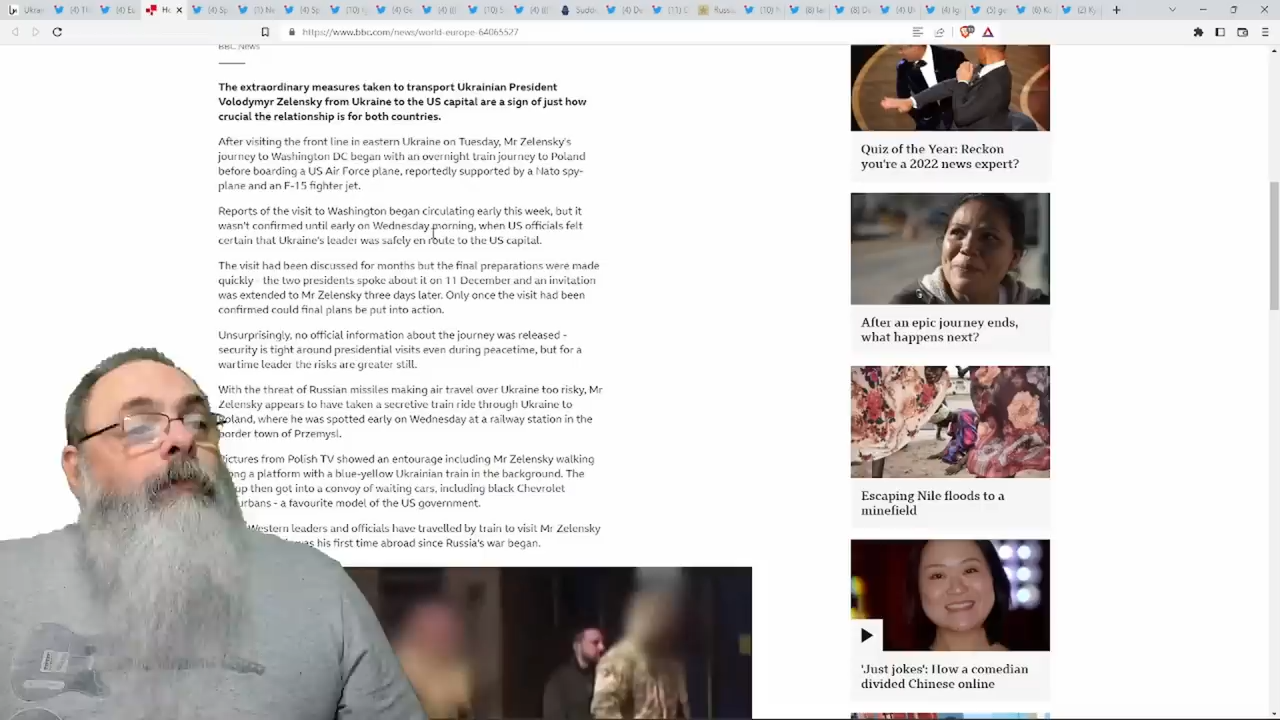 https://www.bbc.com/news/world-europe-64065527
BBC News
The extraordinary measures taken to transport Ukrainian President
Volodymyr Zelensky from Ukraine to the US capital are a sign of just how
crucial the relationship is for both countries.
After visiting the front line in eastern Ukraine on Tuesday, Mr Zelensky's
journey to Washington DC began with an overnight train journey to Poland
before boarding a US Air Force plane, reportedly supported by a Nato spy-
plane and an F-15 fighter jet.
Reports of the visit to Washington began circulating early this week, but it
wasn't confirmed until early on Wednesday morning, when US officials felt
certain that Ukraine's leader was safely en route to the US capital.
The visit had been discussed for months but the final preparations were made
quickly - the two presidents spoke about it on 11 December and an invitation
was extended to Mr Zelensky three days later. Only once the visit had been
confirmed could final plans be put into action.
Unsurprisingly, no official information about the journey was released -
security is tight around presidential visits even during peacetime, but for a
wartime leader the risks are greater still.
With the threat of Russian missiles making air travel over Ukraine too risky, Mr
Zelensky appears to have taken a secretive train ride through Ukraine to
oland, where he was spotted early on Wednesday at a railway station in the
border town of Przemysl.
ictures from Polish TV showed an entourage including Mr Zelensky walking
ng a platform with a blue-yellow Ukrainian train in the background. The
up then got into a convoy of waiting cars, including black Chevrolet
urbans - a favourite model of the US government.
Western leaders and officials have travelled by train to visit Mr Zelensky
as his first time abroad since Russia's war began.
Quiz of the Year: Reckon
you're a 2022 news expert?
After an epic journey ends,
what happens next?
Escaping Nile floods to a
minefield
'Just jokes': How a comedian
divided Chinese online